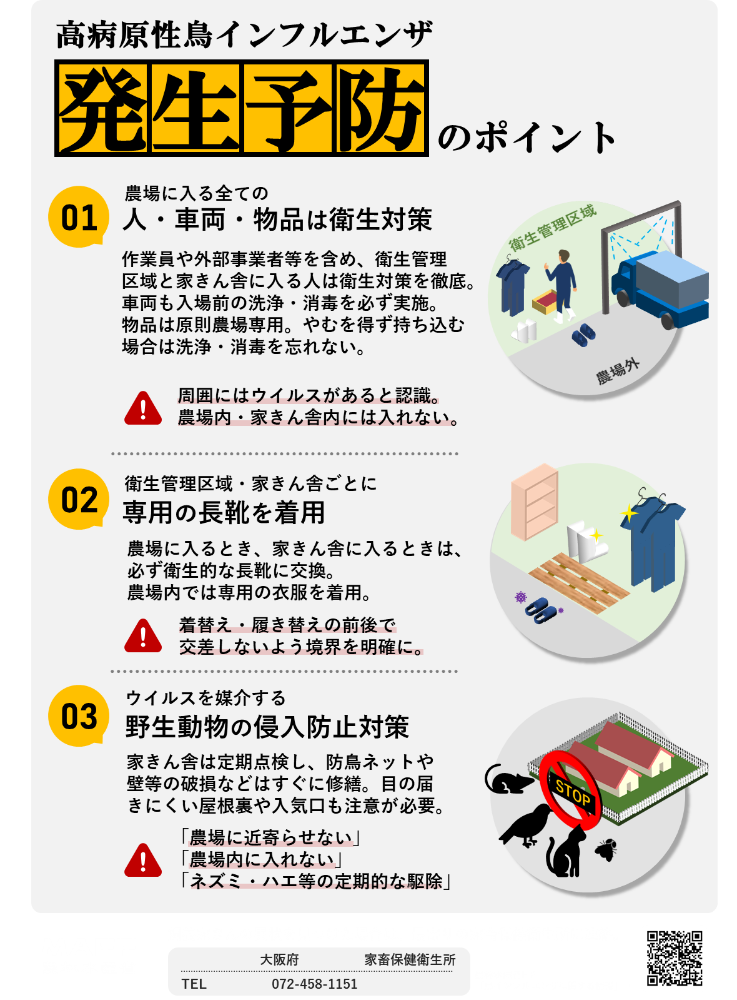 高病原性鳥インフルエンザ
発生予防のポイント
01
農場に入る全ての
人・車両・物品は衛生対策
作業員や外部事業者等を含め、衛生管理
区域と家きん舎に入る人は衛生対策を徹底。
車両も入場前の洗浄・消毒を必ず実施。
物品は原則農場専用。やむを得ず持ち込む
場合は洗浄・消毒を忘れない。
周囲にはウイルスがあると認識。
農場内・家きん舎内には入れない。
衛生管理区域
農場外
02
衛生管理区域・家きん舎ごとに
専用の長靴を着用
農場に入るとき、家きん舎に入るときは、
必ず衛生的な長靴に交換。
農場内では専用の衣服を着用。
着替え・履き替えの前後で
交差しないよう境界を明確に。
03
ウイルスを媒介する
野生動物の侵入防止対策
家きん舎は定期点検し、防鳥ネットや
壁等の破損などはすぐに修繕。目の届
きにくい屋根裏や入気口も注意が必要。
「農場に近寄らせない」
「農場内に入れない」
「ネズミ・ハエ等の定期的な駆除」
STOP
大阪府 家畜保健衛生所
TEL 072-458-1151